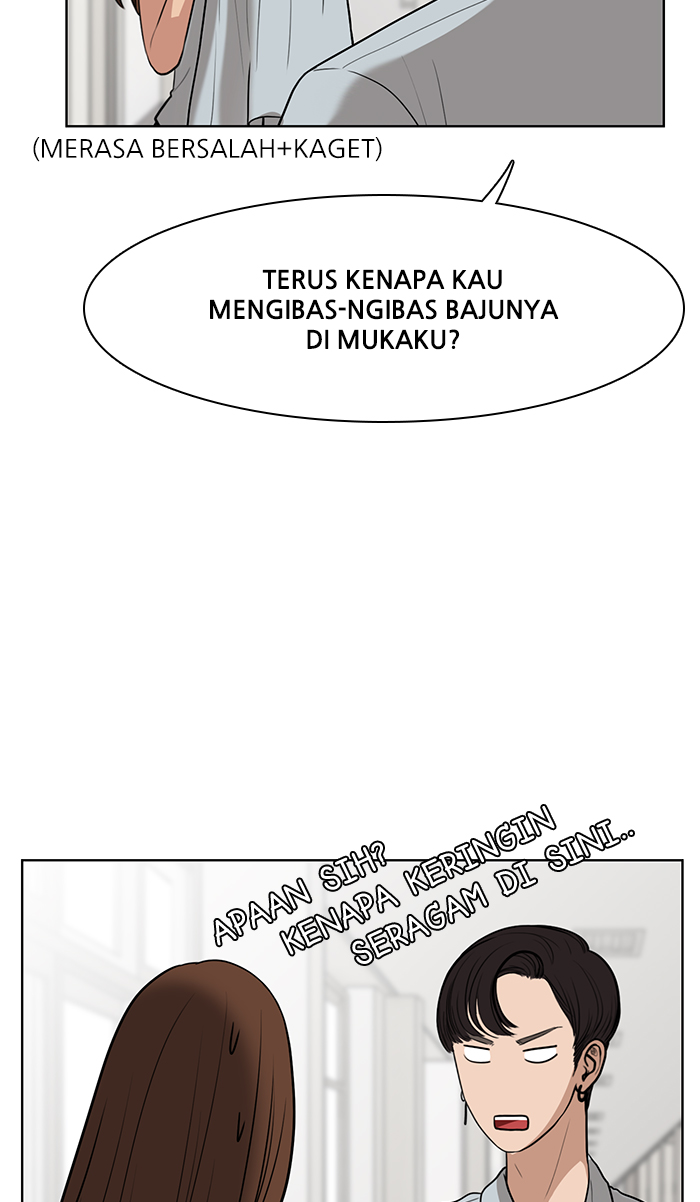 (MERASA BERSALAH+KAGET)
TERUS KENAPA KAU
MENGIBAS-NGIBAS BAJUNYA
DI MUKAKU?
APAAN SIH?
KENAPA KERINGIN
SERAGAM DI SINI..